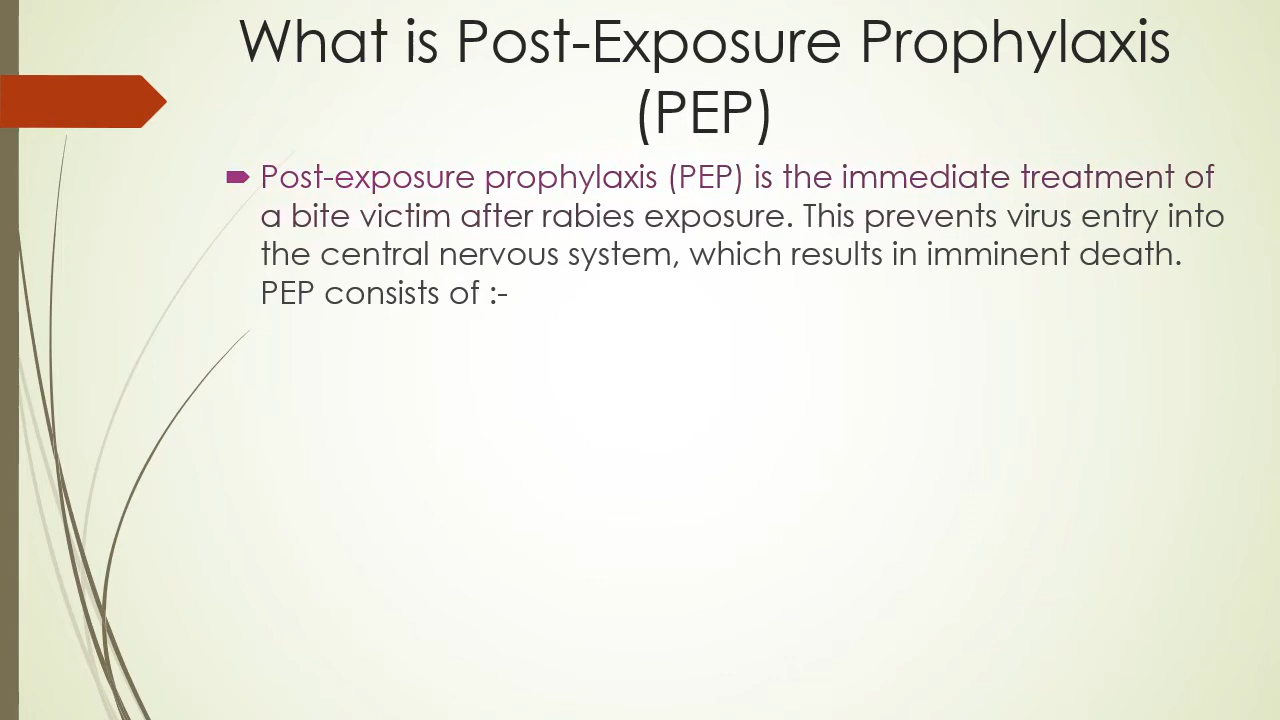 What is Post-Exposure Prophylaxis
(PEP)
Post-exposure prophylaxis (PEP) is the immediate treatment of
a bite victim after rabies exposure. This prevents virus entry into
the central nervous system, which results in imminent death.
PEP consists of :-